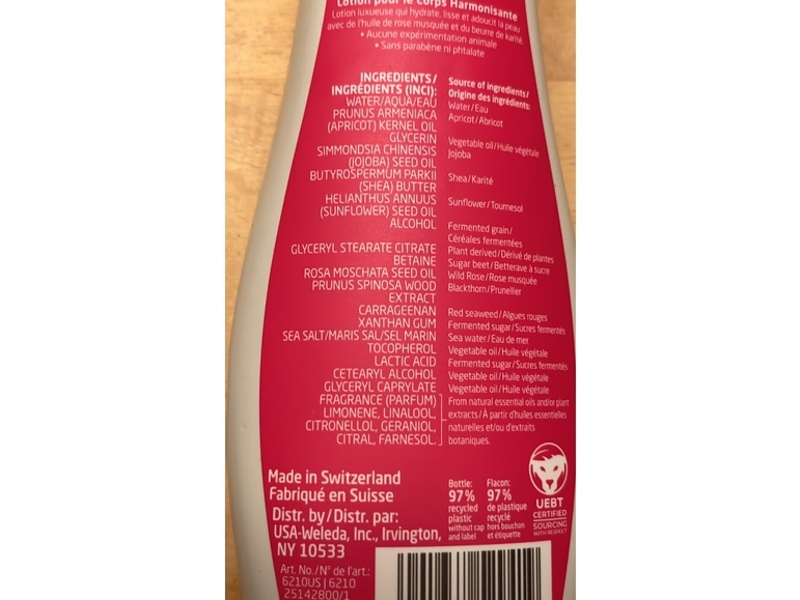 Lotion pour le Corps Harmonisante
Lotion luxueuse qui hydrate, lisse et adoucit la peau
avec de l'huile de rose musquée et du beurre de karité.
• Aucune expérimentation animale
• Sans parabène ni phtalate
INGREDIENTS/
INGRÉDIENTS (INCI):
WATER/AQUA/EAU
PRUNUS ARMENIACA
(APRICOT) KERNEL OIL
GLYCERIN
SIMMONDSIA CHINENSIS
(JOJOBA) SEED OIL
BUTYROSPERMUM PARKII
(SHEA) BUTTER
HELIANTHUS ANNUUS
(SUNFLOWER) SEED OIL
ALCOHOL
GLYCERYL STEARATE CITRATE
BETAINE
ROSA MOSCHATA SEED OIL
PRUNUS SPINOSA WOOD
EXTRACT
CARRAGEENAN
XANTHAN GUM
SEA SALT/MARIS SAL/SEL MARIN
TOCOPHEROL
LACTIC ACID
CETEARYL ALCOHOL
GLYCERYL CAPRYLATE
FRAGRANCE (PARFUM)
LIMONENE, LINALOOL,
CITRONELLOL, GERANIOL,
CITRAL, FARNESOL.
Source of ingredients/
Origine des ingrédients:
Water/Eau
Apricot/Abricot
Vegetable oil/Huile végétale
Jojoba
Shea/Karité
Sunflower/Tournesol
Fermented grain/
Céréales fermentées
Plant derived/Dérivé de plantes
Sugar beet/Betterave à sucre
Wild Rose/Rose musquée
Blackthorn/Prunellier
Red seaweed/Algues rouges
Fermented sugar/Sucres fermentés
Sea water/Eau de mer
Vegetable oil/Huile végétale
Fermented sugar/Sucres fermentés
Vegetable oil/Huile végétale
Vegetable oil/Huile végétale
From natural essential oils and/or plant
extracts/À partir d'huiles essentielles
naturelles et/ou d'extraits
botaniques.
Made in Switzerland
Fabriqué en Suisse
Distr. by/Distr. par:
USA-Weleda, Inc., Irvington,
NY 10533
Art. No./N° de l'art.:
6210US | 6210
25142800/1
Bottle:
97%
recycled
plastic
without cap
and label
Flacon:
97%
de plastique
recyclé
hors bouchon
et étiquette
UEBT
CERTIFIED
SOURCING
WITH RESPECT